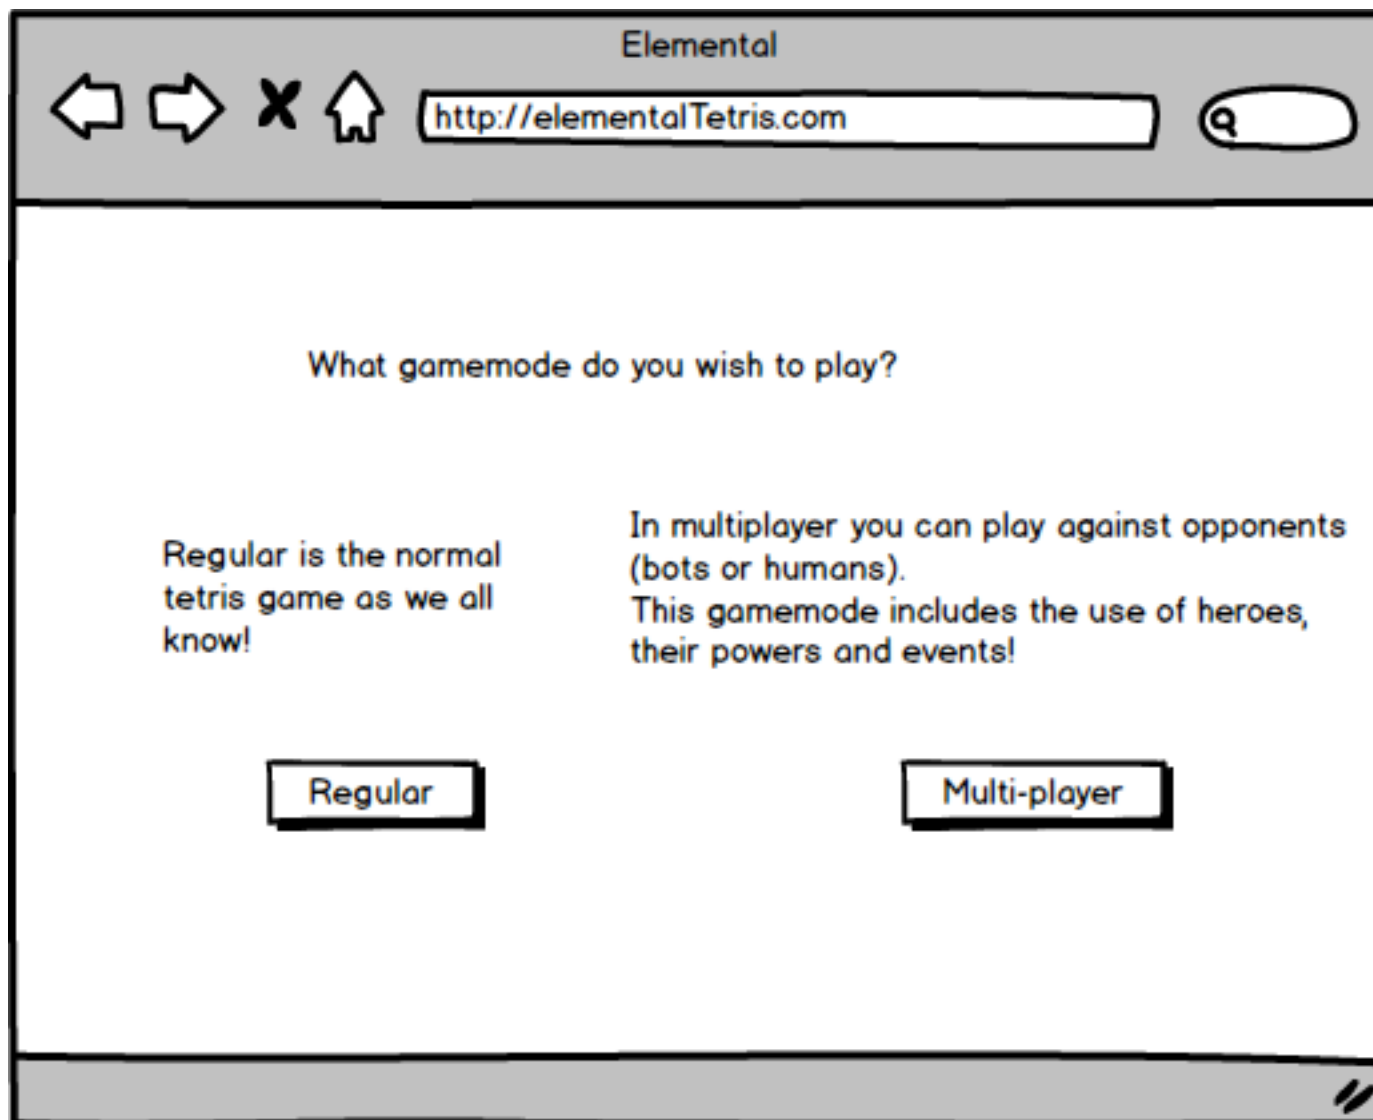 Elemental
http://elementalTetris.com
What gamemode do you wish to play?
Regular is the normal
tetris game as we all
know!
In multiplayer you can play against opponents
(bots or humans).
This gamemode includes the use of heroes,
their powers and events!
Regular
Multi-player